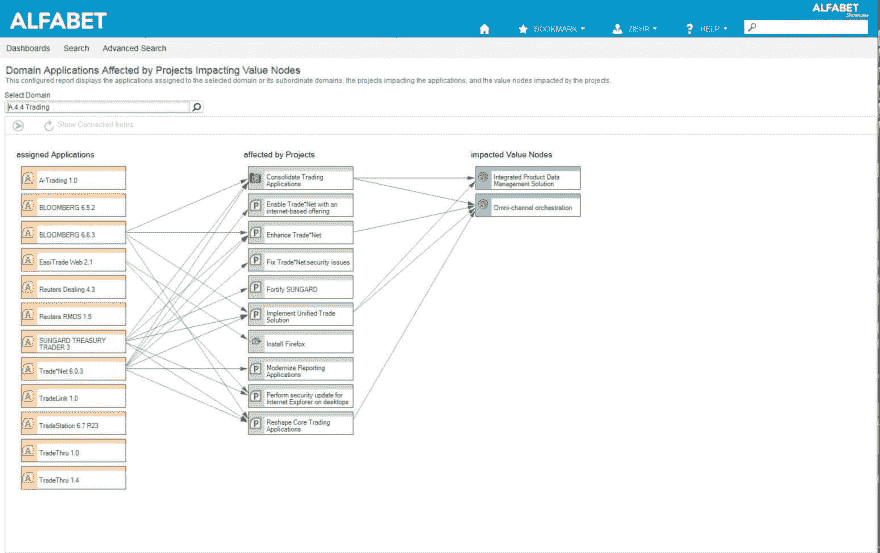 ALFABET
ALFABET
Showcase
BOOKMARK
HELP
Dashboards Search Advanced Search
Domain Applications Affected by Projects Impacting Value Nodes
This configured report displays the applications assigned to the selected domain or its subordinate domains, the projects impacting the applications, and the value nodes impacted by the projects.
Select Domain
A.4.4 Trading
Show Connected Items
assigned Applications
affected by Projects
impacted Value Nodes
A-Trading 1.0
BLOOMBERG 6.5.2
BLOOMBERG 6.6.3
EasiTrade Web 2.1
Reuters Dealing 4.3
Reuters RMDS 1.5
SUNGARD TREASURY
TRADER 3
Trade*Net 6.0.3
TradeLink 1.0
TradeStation 6.7 R23
TradeThru 1.0
TradeThru 1.4
Consolidate Trading
Applications
Enable Trade*Net with an
internet-based offering
Enhance Trade*Net
Fix Trade*Net security issues
Fortify SUNGARD
Implement Unified Trade
Solution
Install Firefox
Modernize Reporting
Applications
Perform security update for
Internet Explorer on desktops
Reshape Core Trading
Applications
Integrated Product Data
Management Solution
Omni-channel orchestration